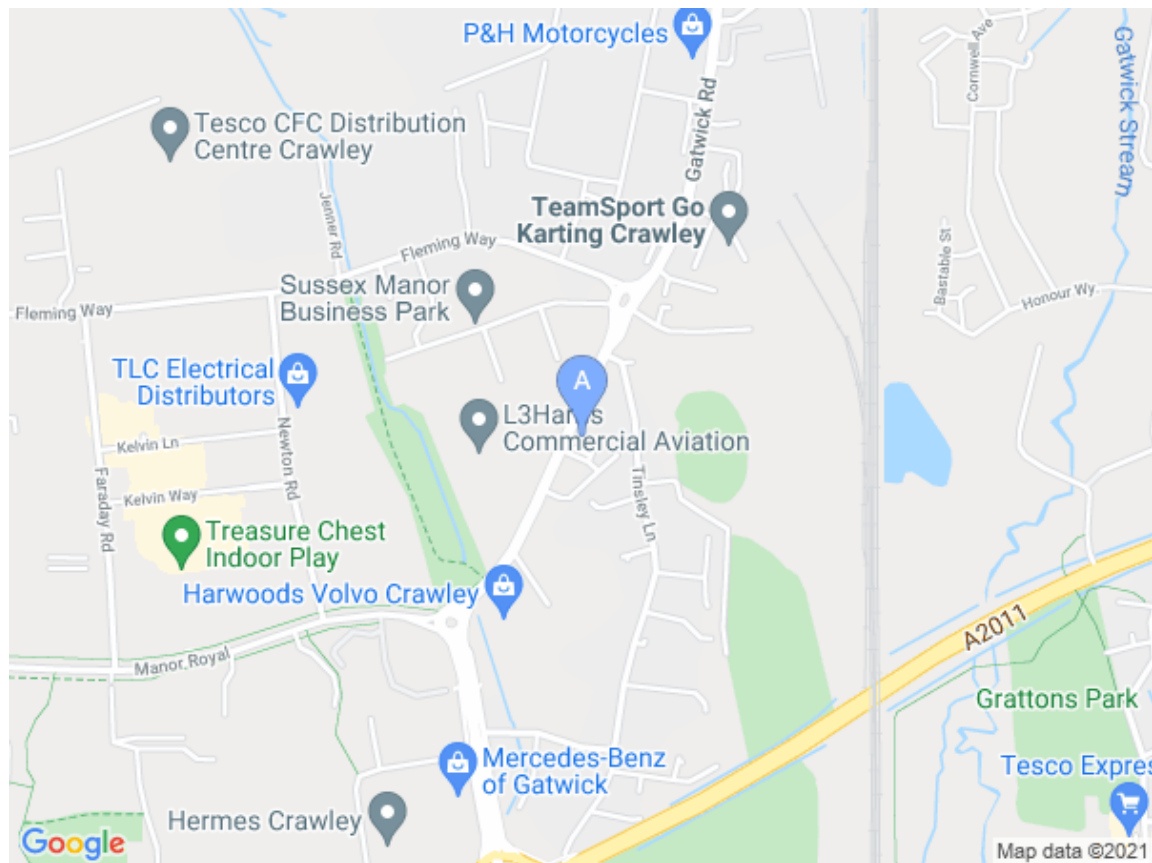 P&H Motorcycles
Gatwick Rd
Cornwell Ave
Gatwick Stream
Tesco CFC Distribution
Centre Crawley
Jenner Rd
TeamSport Go
Karting Crawley
Fleming Way
Bastable St
Sussex Manor
Business Park
Honour Wy.
Fleming Way
TLC Electrical
Distributors
A
L3Harris
Commercial Aviation
Kelvin Ln
Newton Rd
Faraday Rd
Tinsley Ln
Kelvin Way
Treasure Chest
Indoor Play
Harwoods Volvo Crawley
A2011
Manor Royal
Grattons Park
Mercedes-Benz
of Gatwick
Tesco Expres
Hermes Crawley
Google
Map data ©2021